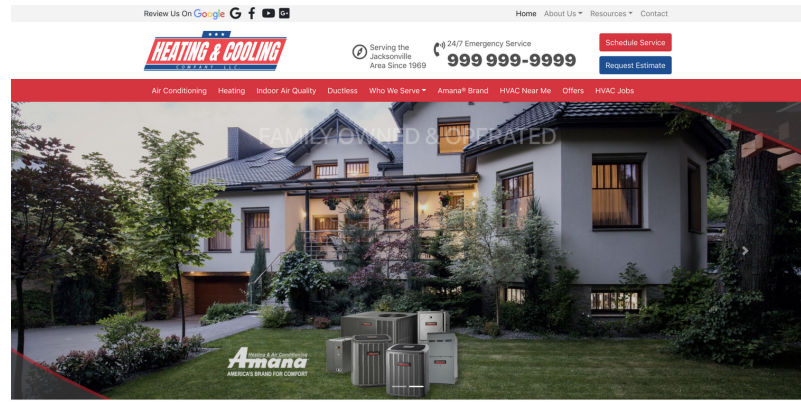 Review Us On Google G f G+
Home About Us Resources Contact
HEATING & COOLING
COMPANY LLC
Serving the
Jacksonville
Area Since 1969
24/7 Emergency Service
999 999-9999
Schedule Service
Request Estimate
Air Conditioning Heating Indoor Air Quality Ductless Who We Serve Amana® Brand HVAC Near Me Offers HVAC Jobs
FAMILY OWNED & OPERATED
Heating & Air Conditioning
Amana
AMERICA'S BRAND FOR COMFORT